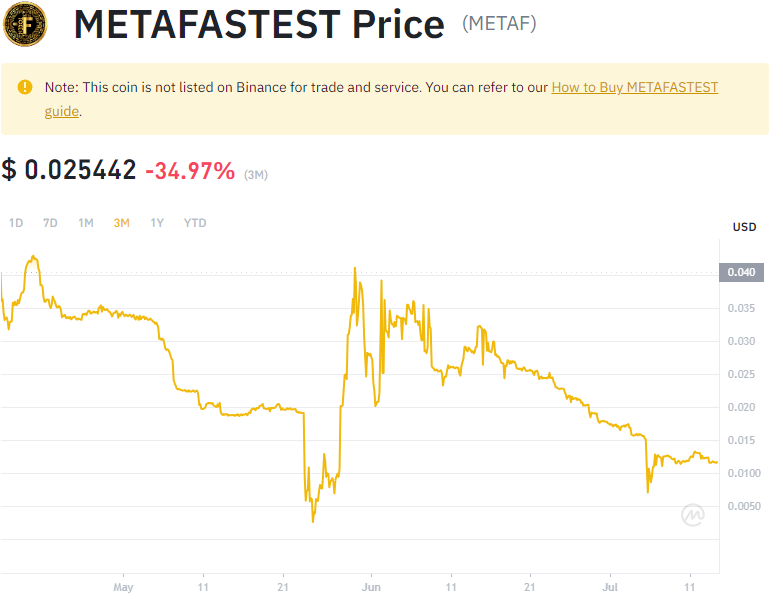 METAFASTEST Price (METAF)
Note: This coin is not listed on Binance for trade and service. You can refer to our How to Buy METAFASTEST
guide.
$ 0.025442 -34.97% (3M)
1D 7D 1M 3M 1Y YTD
USD
0.040
0.035
0.030
0.025
0.020
0.015
0.0100
0.0050
May 11 21 Jun 11 21 Jul 11